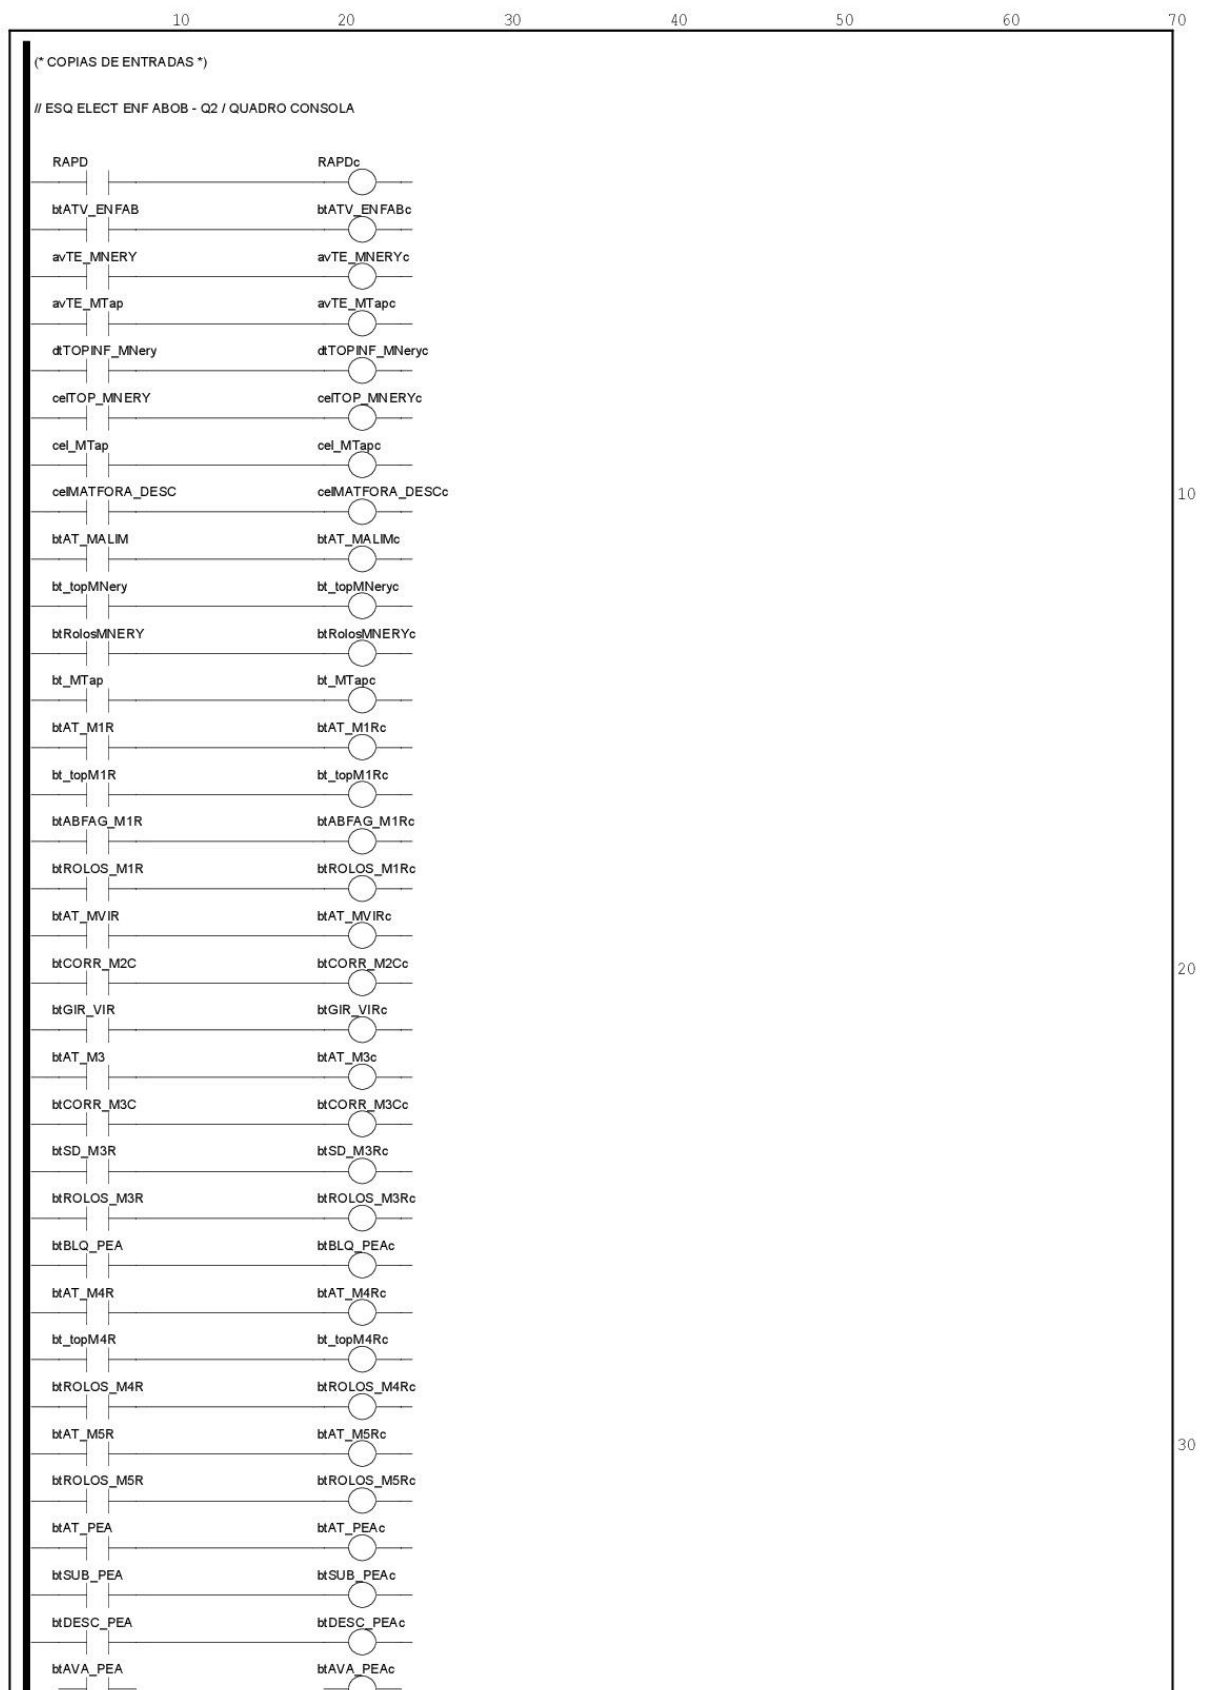 10 20 30 40 50 60 70
(* COPIAS DE ENTRADAS *)
// ESQ ELECT ENF ABOB - Q2 / QUADRO CONSOLA
RAPD RAPDc
btATV_ENFAB btATV_ENFABc
avTE_MNERY avTE_MNERYc
avTE_MTap avTE_MTapc
dtTOPINF_MNery dtTOPINF_MNeryc
celTOP_MNERY celTOP_MNERYc
cel_MTap cel_MTapc
celMATFORA_DESC celMATFORA_DESCc
10
btAT_MALIM btAT_MALIMc
bt_topMNery bt_topMNeryc
btRolosMNERY btRolosMNERYc
bt_MTap bt_MTapc
btAT_M1R btAT_M1Rc
bt_topM1R bt_topM1Rc
btABFAG_M1R btABFAG_M1Rc
btROLOS_M1R btROLOS_M1Rc
btAT_MVIR btAT_MVIRc
btCORR_M2C btCORR_M2Cc
20
btGIR_VIR btGIR_VIRc
btAT_M3 btAT_M3c
btCORR_M3C btCORR_M3Cc
btSD_M3R btSD_M3Rc
btROLOS_M3R btROLOS_M3Rc
btBLQ_PEA btBLQ_PEAc
btAT_M4R btAT_M4Rc
bt_topM4R bt_topM4Rc
btROLOS_M4R btROLOS_M4Rc
btAT_M5R btAT_M5Rc
30
btROLOS_M5R btROLOS_M5Rc
btAT_PEA btAT_PEAc
btSUB_PEA btSUB_PEAc
btDESC_PEA btDESC_PEAc
btAVA_PEA btAVA_PEAc